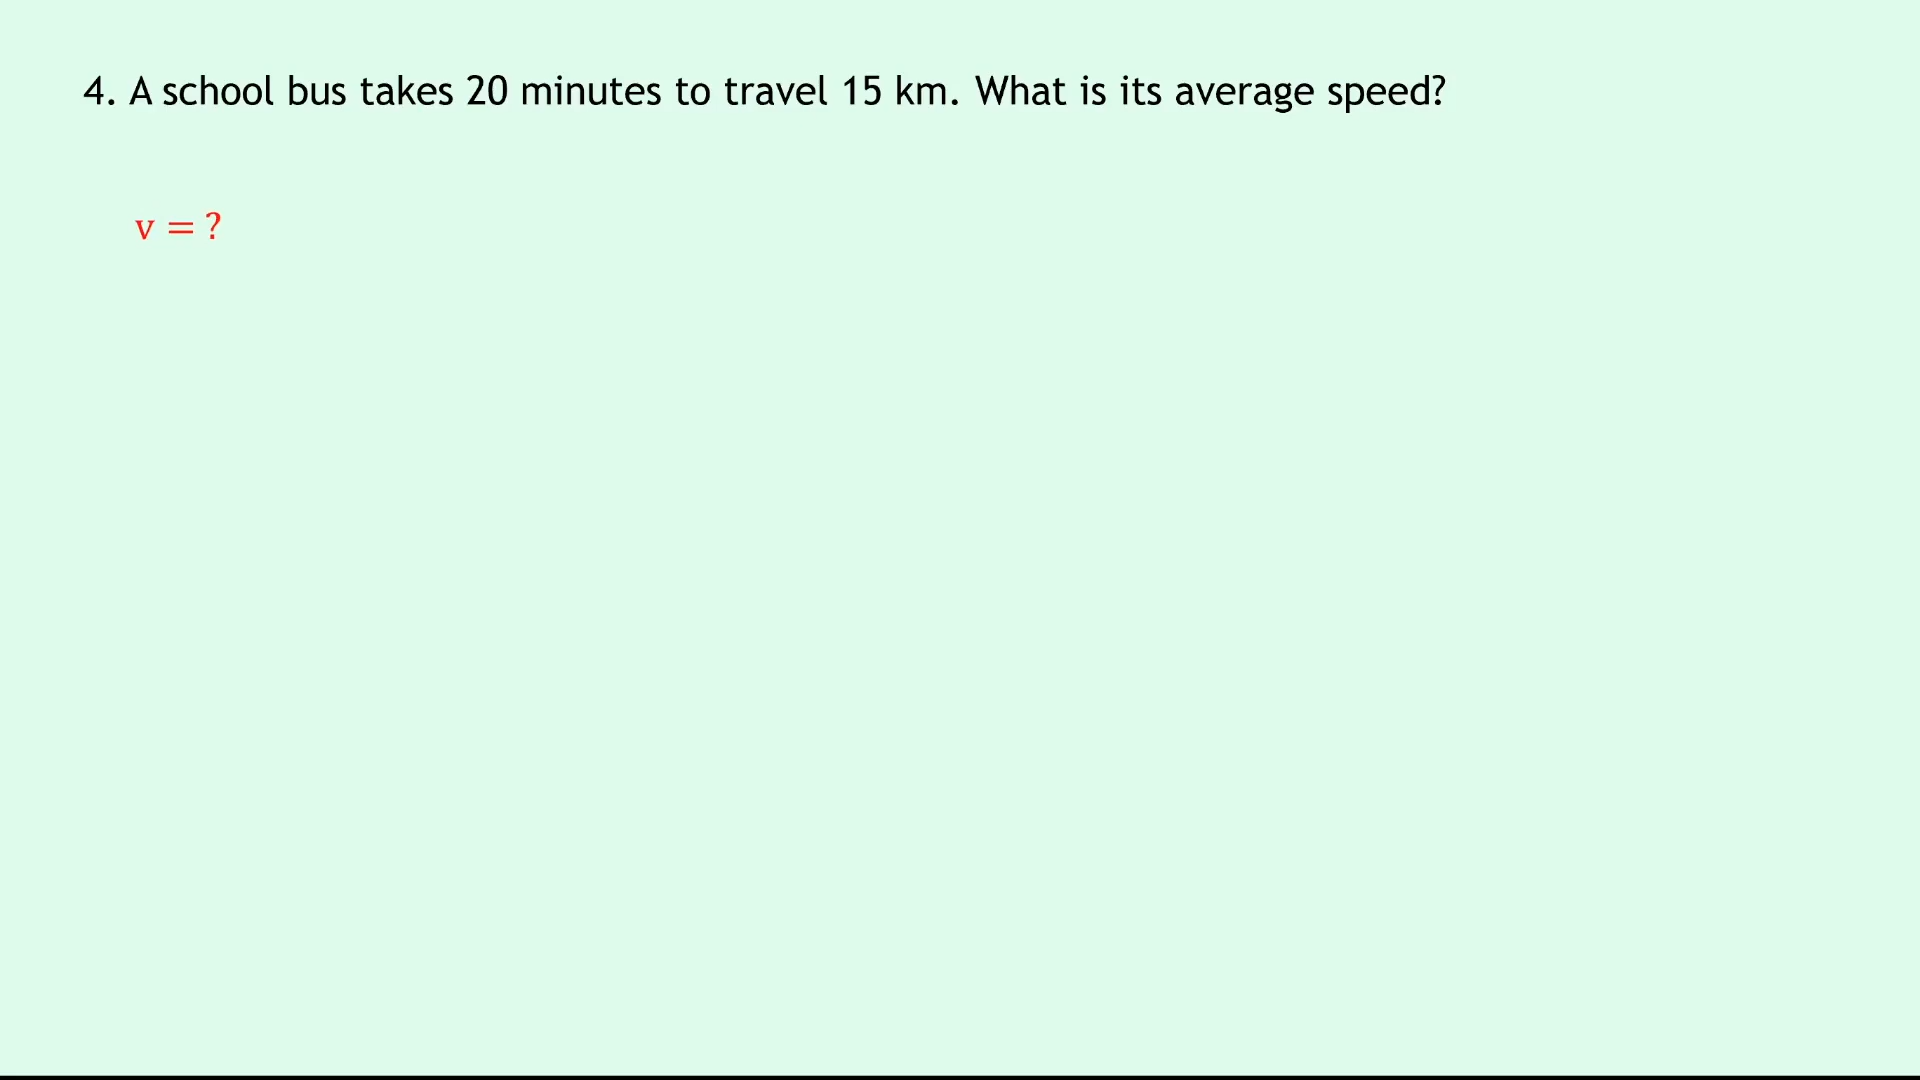 4. A school bus takes 20 minutes to travel 15 km. What is its average speed?
v = ?